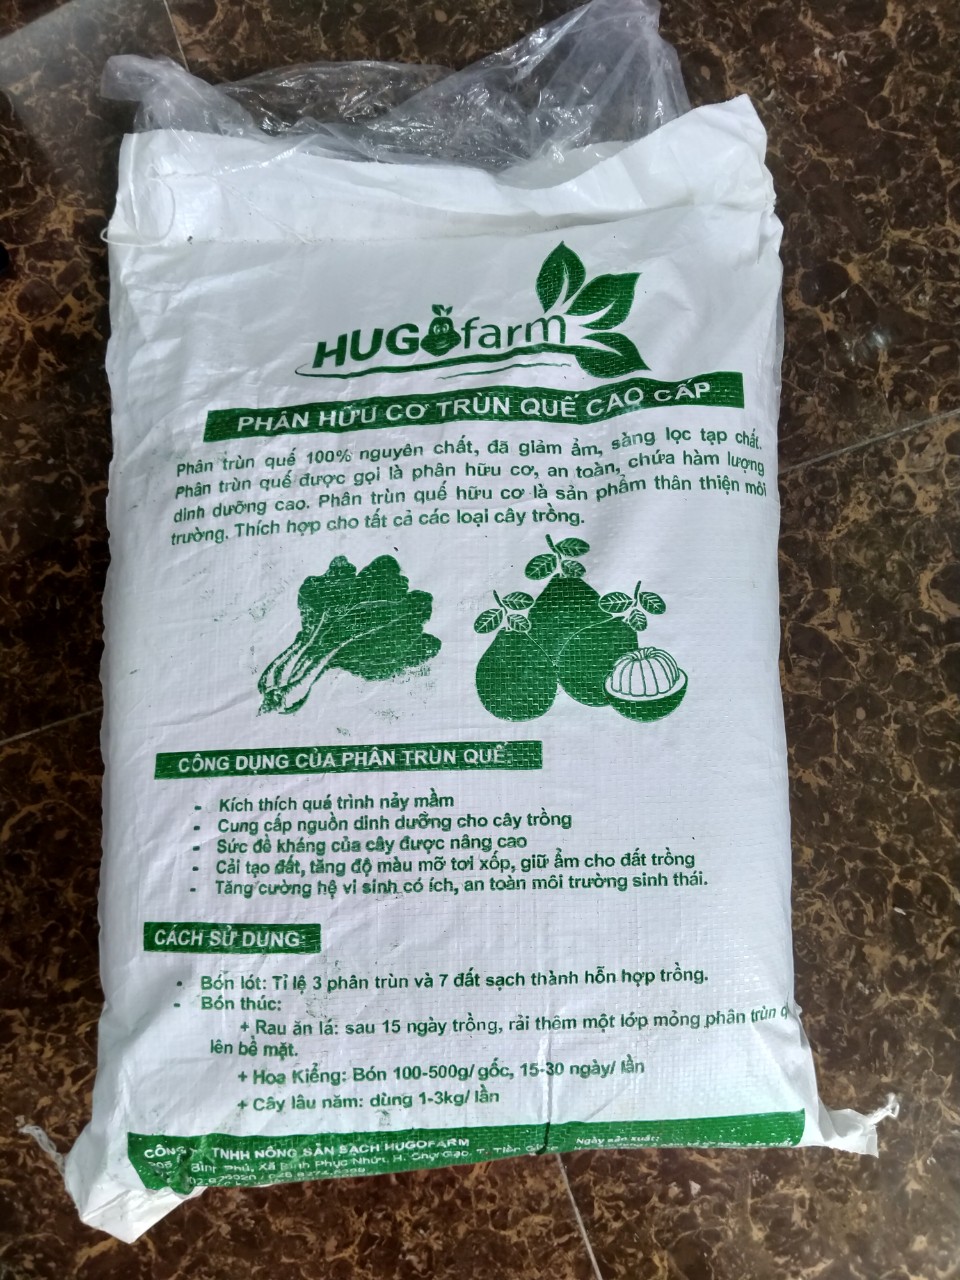 HUGOfarm
PHÂN HỮU CƠ TRÙN QUẾ CAO CẤP
Phân trùn quế 100% nguyên chất, đã giảm ẩm, sàng lọc tạp chất.
Phân trùn quế được gọi là phân hữu cơ, an toàn, chứa hàm lượng
dinh dưỡng cao. Phân trùn quế hữu cơ là sản phẩm thân thiện môi
trường. Thích hợp cho tất cả các loại cây trồng.
CÔNG DỤNG CỦA PHÂN TRÙN QUẾ:
- Kích thích quá trình nảy mầm
- Cung cấp nguồn dinh dưỡng cho cây trồng
- Sức đề kháng của cây được nâng cao
- Cải tạo đất, tăng độ màu mỡ tơi xốp, giữ ẩm cho đất trồng
- Tăng cường hệ vi sinh có ích, an toàn môi trường sinh thái.
CÁCH SỬ DỤNG:
- Bón lót: Tỉ lệ 3 phân trùn và 7 đất sạch thành hỗn hợp trồng.
- Bón thúc:
+ Rau ăn lá: sau 15 ngày trồng, rải thêm một lớp mỏng phân trùn
lên bề mặt.
+ Hoa Kiểng: Bón 100-500g/ gốc, 15-30 ngày/ lần
+ Cây lâu năm: dùng 1-3kg/ lần
TNHH NÔNG SẢN SẠCH HUGOFARM
Ngày sản xuất:
Bình Phú, Xã Bình Phục Nhứt, H. Chợ Gạo, T. Tiền